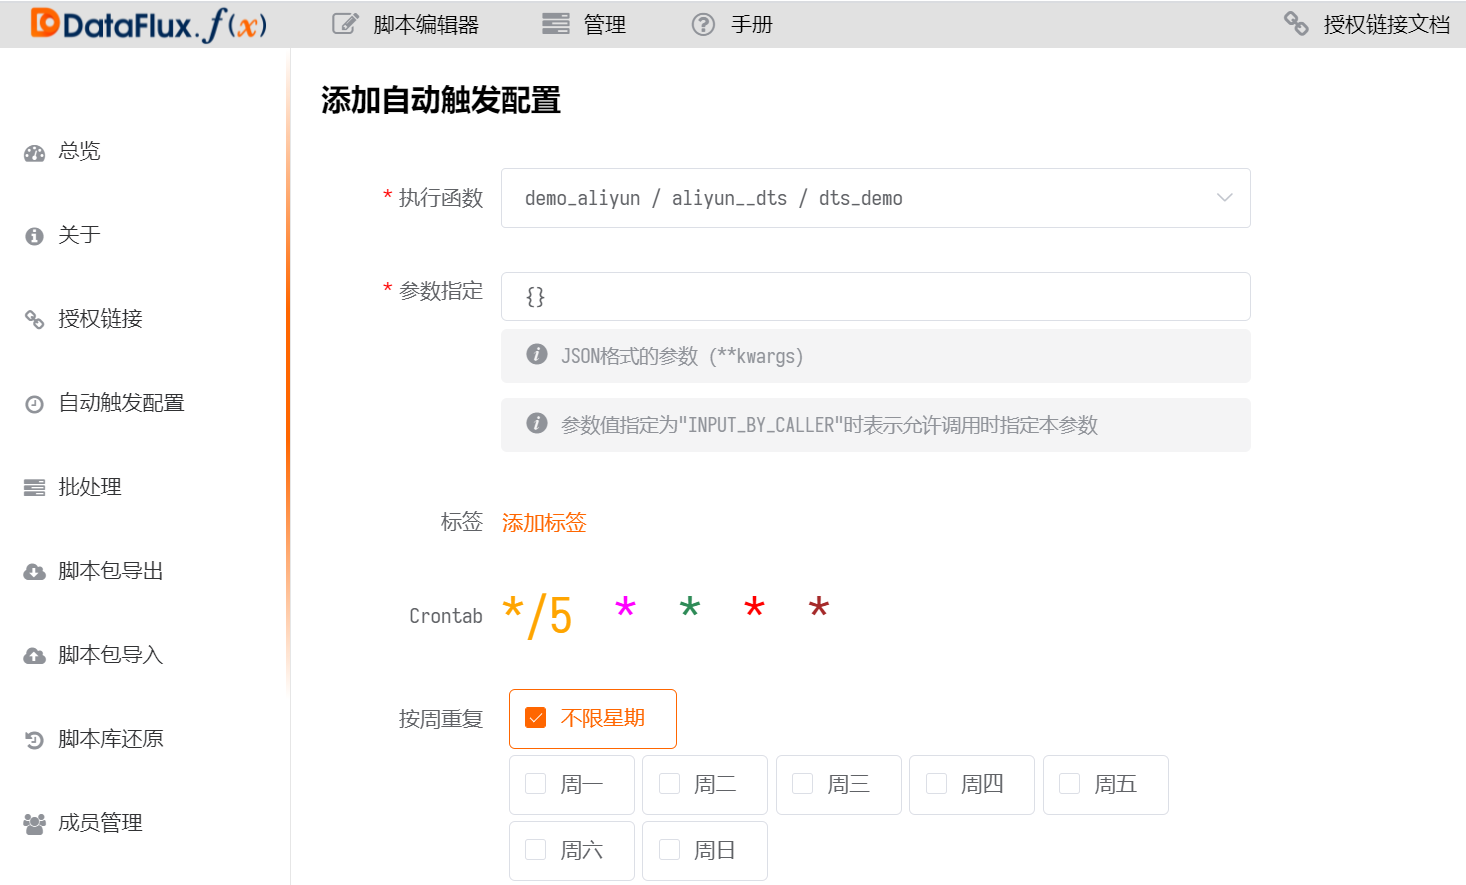 DataFlux.f(x) 脚本编辑器 管理 手册 授权链接文档
总览
关于
授权链接
自动触发配置
批处理
脚本包导出
脚本包导入
脚本库还原
成员管理
添加自动触发配置
* 执行函数 demo_aliyun / aliyun__dts / dts_demo
* 参数指定 {}
JSON格式的参数 (**kwargs)
参数值指定为"INPUT_BY_CALLER"时表示允许调用时指定本参数
标签 添加标签
Crontab */5 * * * *
按周重复 不限星期
周一 周二 周三 周四 周五
周六 周日